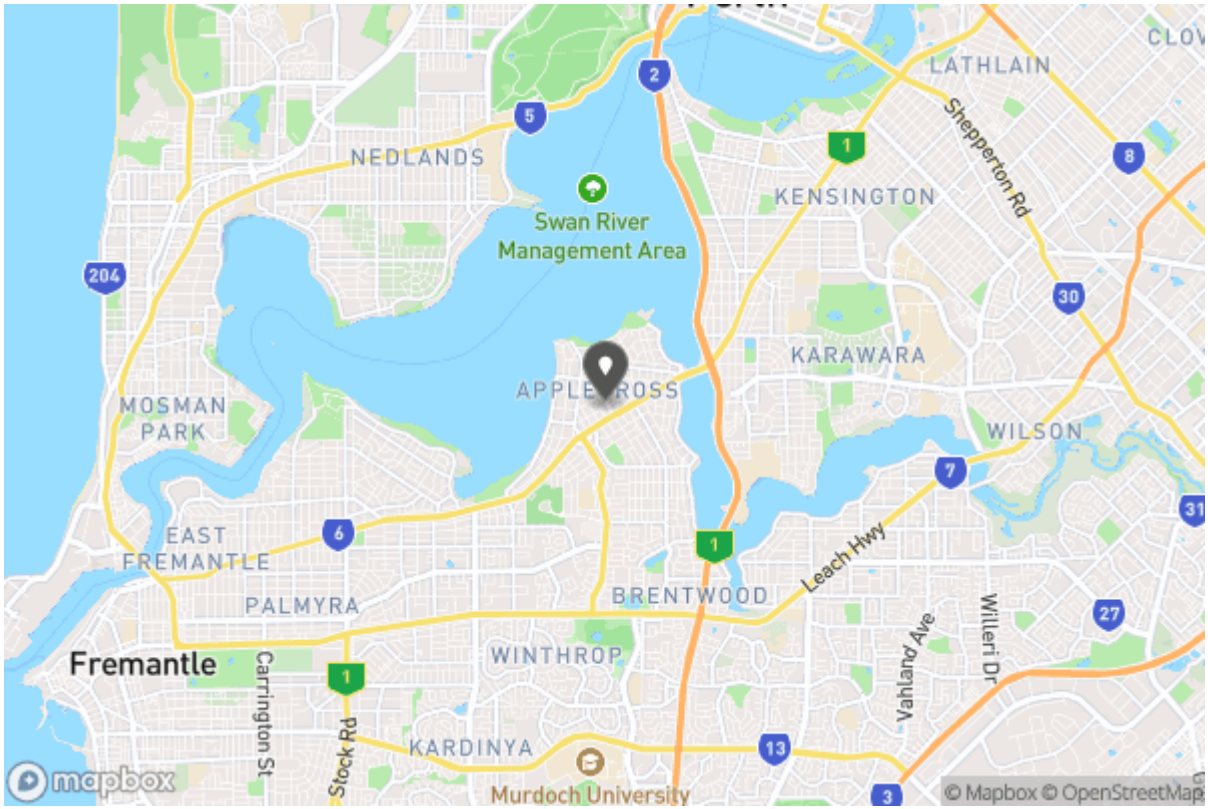 2
CLOV
LATHLAIN
5
1
8
NEDLANDS
KENSINGTON
Shepperton Rd
Swan River
Management Area
204
30
KARAWARA
MOSMAN
PARK
WILSON
7
31
6
EAST
FREMANTLE
1
Leach Hwy
PALMYRA
BRENTWOOD
27
Willeri Dr
Vahland Ave
WINTHROP
Fremantle
Carrington St
1
Stock Rd
KARDINYA
13
Murdoch University
3
mapbox
© Mapbox © OpenStreetMap